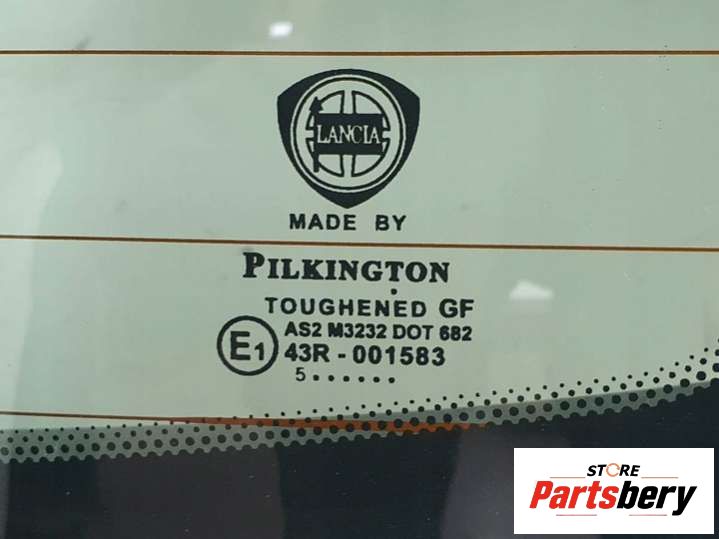 LANCIA
MADE BY
PILKINGTON
TOUGHENED GF
AS2 M3232 DOT 682
E1 43R - 001583
5......
STORE
Partsbery